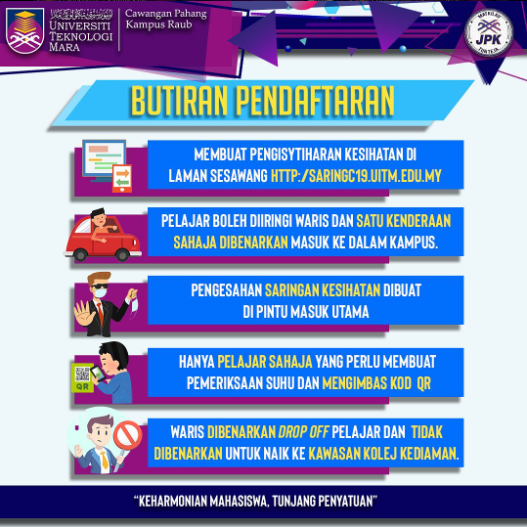 UNIVERSITI
TEKNOLOGI
MARA
Cawangan Pahang
Kampus Raub
JPK
BUTIRAN PENDAFTARAN
MEMBUAT PENGISYTIHARAN KESIHATAN DI
LAMAN SESAWANG HTTP:/SARINGC19.UITM.EDU.MY
PELAJAR BOLEH DIIRINGI WARIS DAN SATU KENDERAAN
SAHAJA DIBENARKAN MASUK KE DALAM KAMPUS.
PENGESAHAN SARINGAN KESIHATAN DIBUAT
DI PINTU MASUK UTAMA
QR
HANYA PELAJAR SAHAJA YANG PERLU MEMBUAT
PEMERIKSAAN SUHU DAN MENGIMBAS KOD QR
WARIS DIBENARKAN DROP OFF PELAJAR DAN TIDAK
DIBENARKAN UNTUK NAIK KE KAWASAN KOLEJ KEDIAMAN.
"KEHARMONIAN MAHASISWA, TUNJANG PENYATUAN"